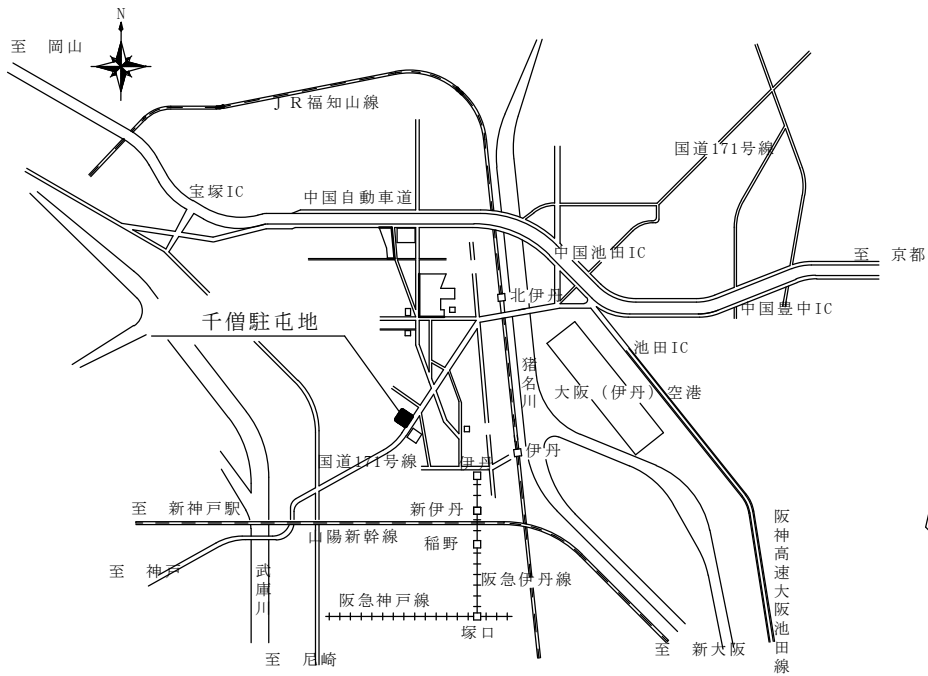 N
至 岡山
JR福知山線
国道171号線
宝塚IC
中国自動車道
中国池田IC
至 京都
北伊丹
中国豊中IC
千僧駐屯地
池田IC
猪名川
大阪（伊丹）空港
国道171号線
伊丹
伊丹
至 新神戸駅
新伊丹
山陽新幹線
稲野
至 神戸
武庫川
阪急伊丹線
阪急神戸線
塚口
阪神高速大阪池田線
至 尼崎
至 新大阪